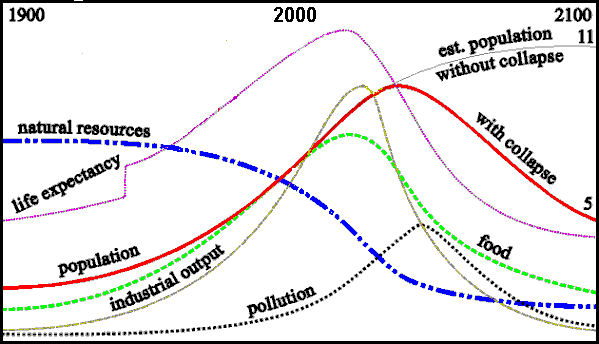 1900
2000
2100
11
est. population
without collapse
natural resources
with collapse
life expectancy
5
population
food
industrial output
pollution